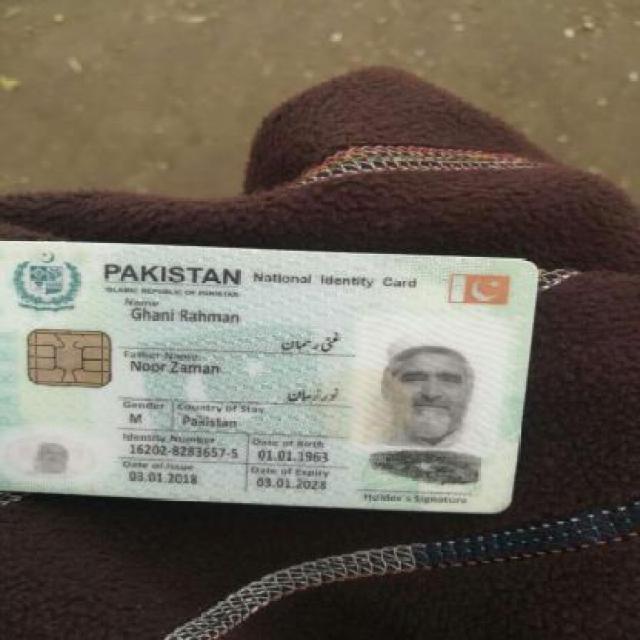 PAKISTAN National Identity Card
ISLAMIC REPUBLIC OF PAKISTAN
Name
Ghani Rahman
غنی رحمان
Father Name
Noor Zaman
نور زمان
Gender Country of Stay
M Pakistan
Identity Number Date of Birth
16202-8283657-5 01.01.1963
Date of Issue Date of Expiry
03.01.2018 03.01.2028
Holder's Signature